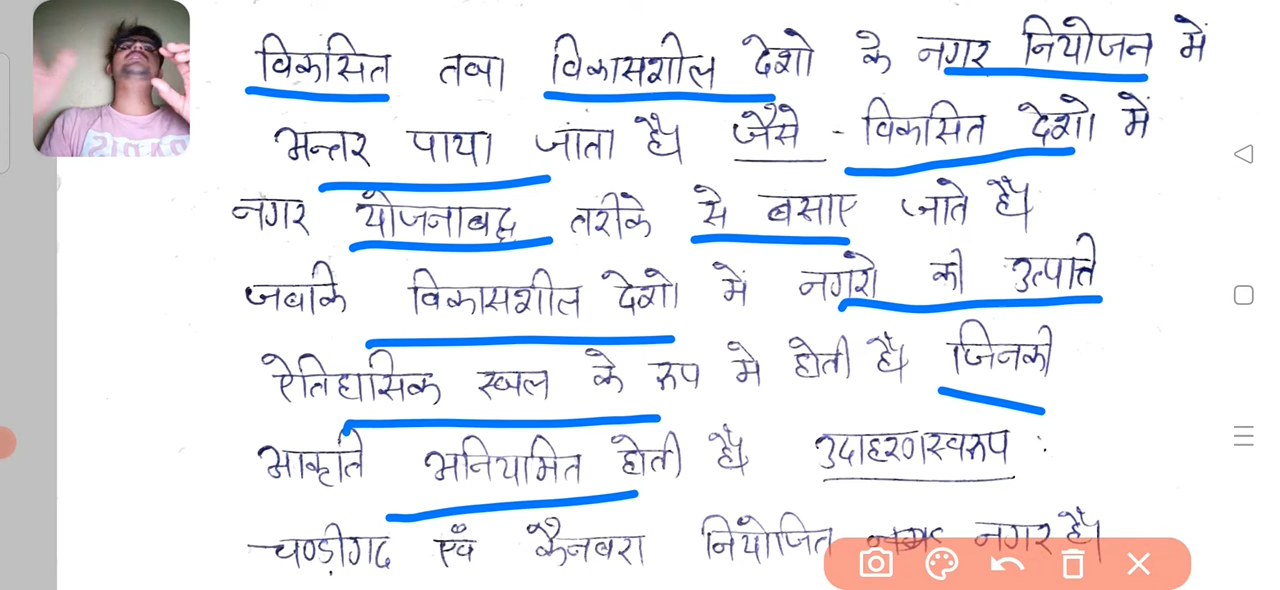 विकसित तथा विकासशील देशो के नगर नियोजन में
अन्तर पाया जाता है। जैसे - विकसित देशो में
नगर योजनाबद्ध तरीके से बसाए जाते हैं।
जबकि विकासशील देशो में नगरो की उत्पत्ति
ऐतिहासिक स्थल के रूप मे होती है। जिनकी
आकृति अनियमित होती है। उदाहरणस्वरूप :
चण्डीगढ एवं कैनबरा नियोजित नगर है।